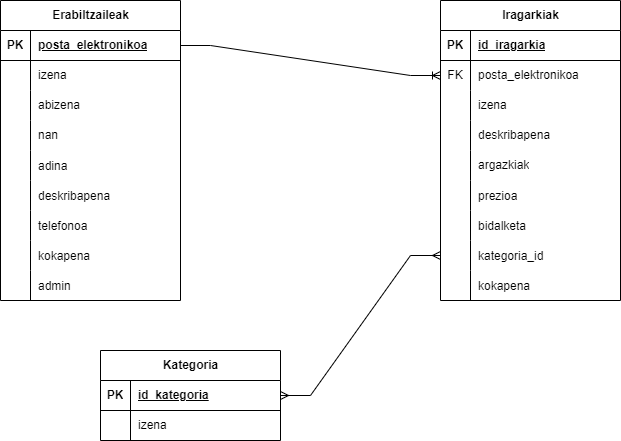 Erabiltzaileak
PK posta_elektronikoa
izena
abizena
nan
adina
deskribapena
telefonoa
kokapena
admin
Iragarkiak
PK id_iragarkia
FK posta_elektronikoa
izena
deskribapena
argazkiak
prezioa
bidalketa
kategoria_id
kokapena
Kategoria
PK id_kategoria
izena